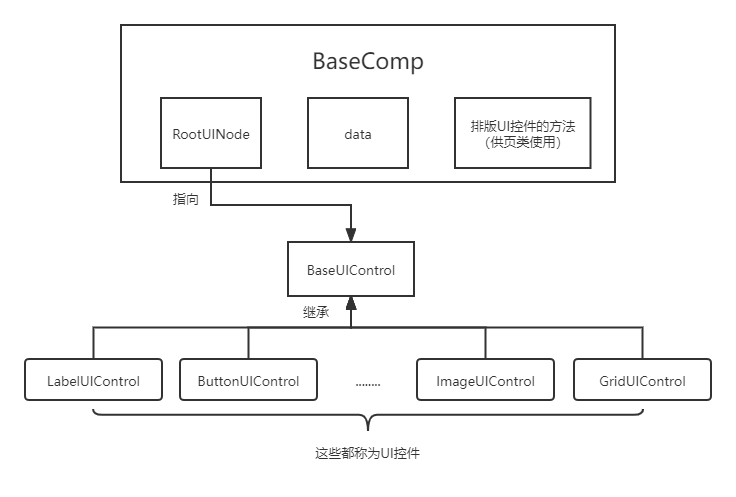 BaseComp
RootUINode
data
排版UI控件的方法
（供页类使用）
指向
BaseUIControl
继承
LabelUIControl
ButtonUIControl
........
ImageUIControl
GridUIControl
这些都称为UI控件